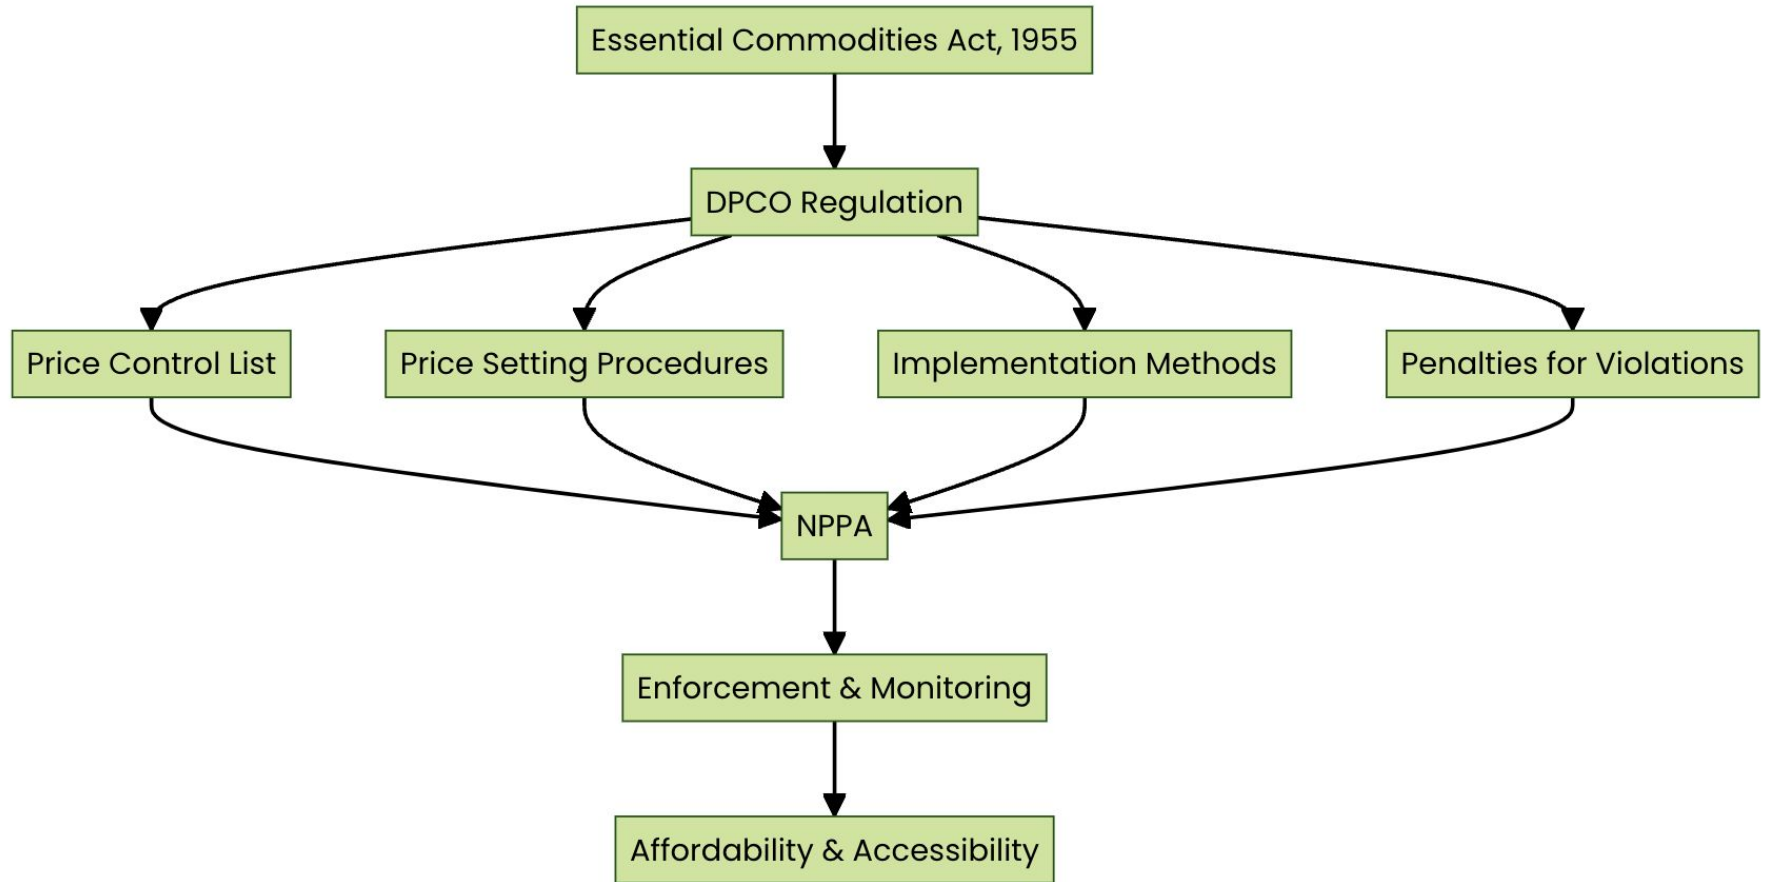 Essential Commodities Act, 1955
DPCO Regulation
Price Control List
Price Setting Procedures
Implementation Methods
Penalties for Violations
NPPA
Enforcement & Monitoring
Affordability & Accessibility